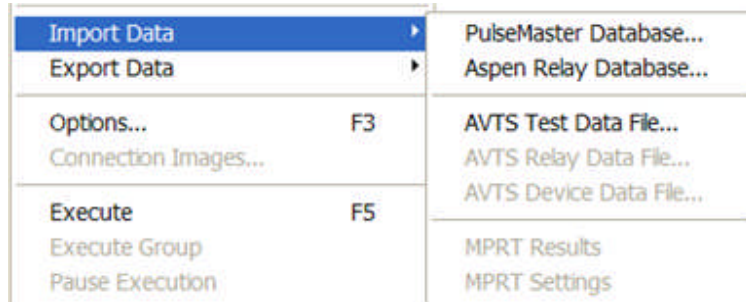 Import Data
Export Data
Options... F3
Connection Images...
Execute F5
Execute Group
Pause Execution
PulseMaster Database...
Aspen Relay Database...
AVTS Test Data File...
AVTS Relay Data File...
AVTS Device Data File...
MPRT Results
MPRT Settings